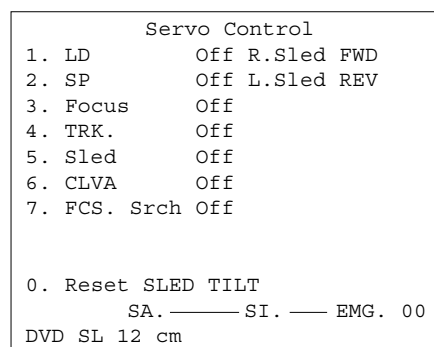 Servo Control
1. LD Off R.Sled FWD
2. SP Off L.Sled REV
3. Focus Off
4. TRK. Off
5. Sled Off
6. CLVA Off
7. FCS. Srch Off
0. Reset SLED TILT
SA. —— SI. —— EMG. 00
DVD SL 12 cm